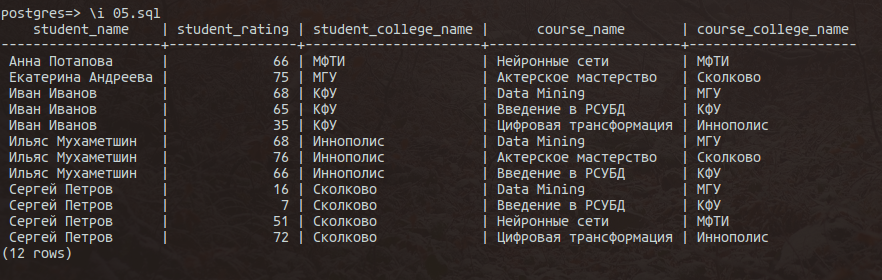 postgres=> \i 05.sql
    student_name    | student_rating | student_college_name |      course_name      | course_college_name
--------------------+----------------+----------------------+-----------------------+---------------------
 Анна Потапова      |             66 | МФТИ                 | Нейронные сети        | МФТИ
 Екатерина Андреева |             75 | МГУ                  | Актерское мастерство  | Сколково
 Иван Иванов        |             68 | КФУ                  | Data Mining           | МГУ
 Иван Иванов        |             65 | КФУ                  | Введение в РСУБД      | КФУ
 Иван Иванов        |             35 | КФУ                  | Цифровая трансформация | Иннополис
 Ильяс Мухаметшин   |             68 | Иннополис            | Data Mining           | МГУ
 Ильяс Мухаметшин   |             76 | Иннополис            | Актерское мастерство  | Сколково
 Ильяс Мухаметшин   |             66 | Иннополис            | Введение в РСУБД      | КФУ
 Сергей Петров      |             16 | Сколково             | Data Mining           | МГУ
 Сергей Петров      |              7 | Сколково             | Введение в РСУБД      | КФУ
 Сергей Петров      |             51 | Сколково             | Нейронные сети        | МФТИ
 Сергей Петров      |             72 | Сколково             | Цифровая трансформация | Иннополис
(12 rows)